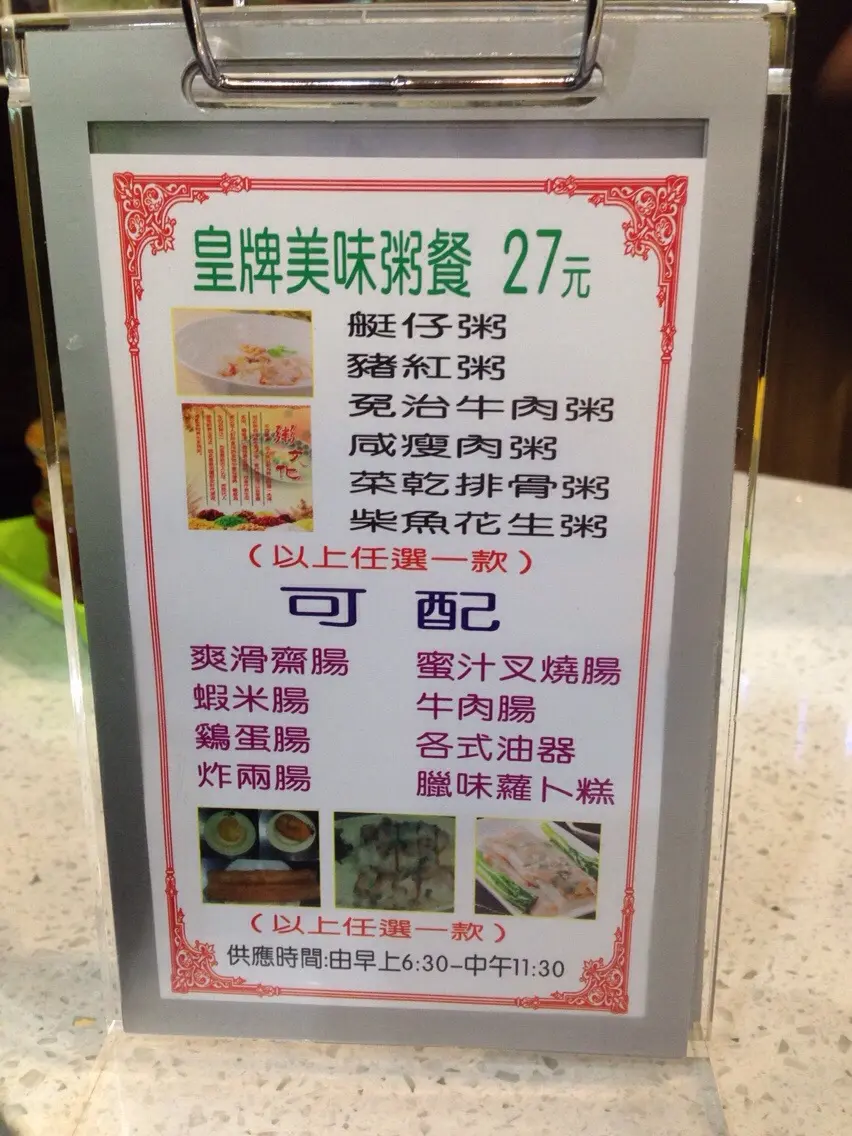 皇牌美味粥餐 27元
艇仔粥
豬紅粥
免治牛肉粥
咸瘦肉粥
菜乾排骨粥
柴魚花生粥
（以上任選一款）
可 配
爽滑齋腸 蜜汁叉燒腸
蝦米腸 牛肉腸
鷄蛋腸 各式油器
炸兩腸 臘味蘿卜糕
（以上任選一款）
供應時間:由早上6:30-中午11:30
粥文化